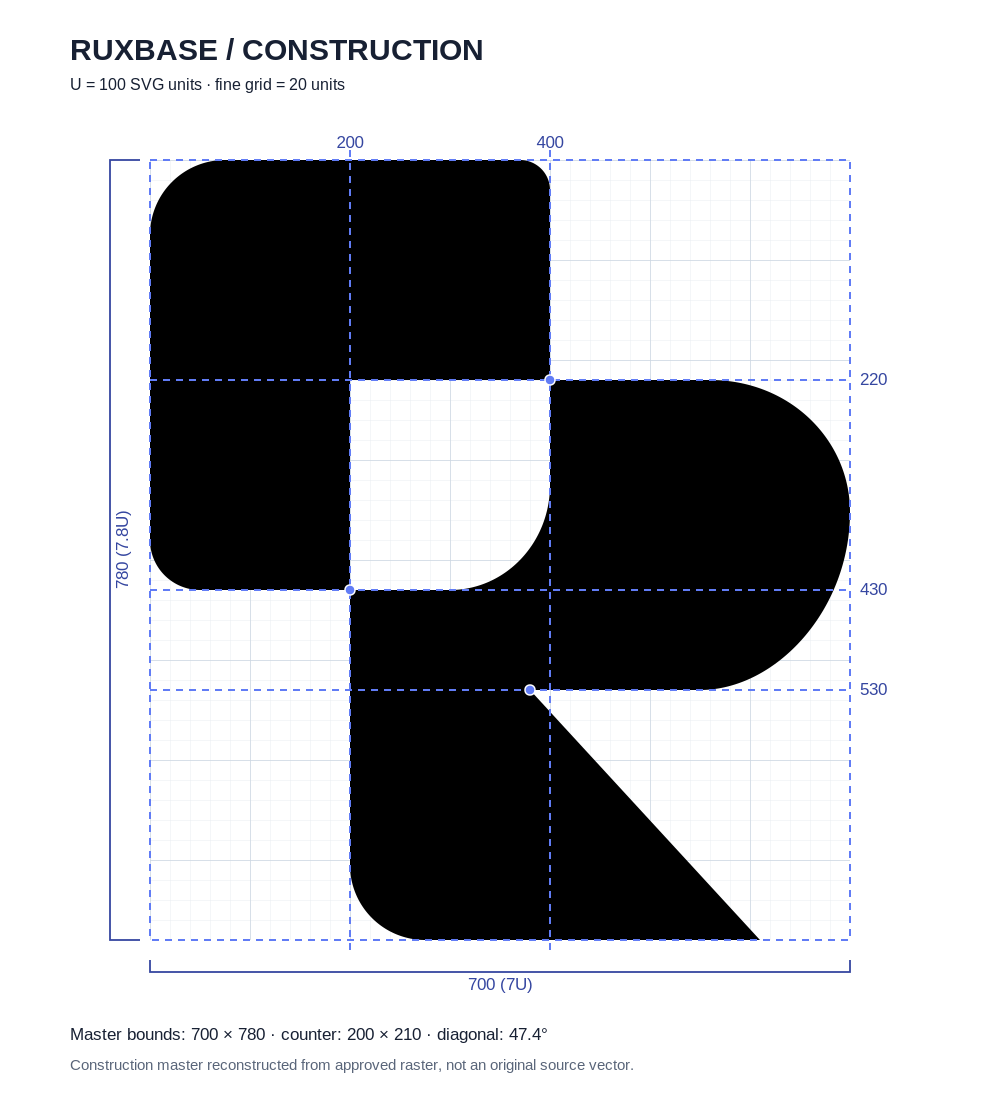 RUXBASE / CONSTRUCTION
U = 100 SVG units · fine grid = 20 units
200
400
220
780 (7.8U)
430
530
700 (7U)
Master bounds: 700 × 780 · counter: 200 × 210 · diagonal: 47.4°
Construction master reconstructed from approved raster, not an original source vector.